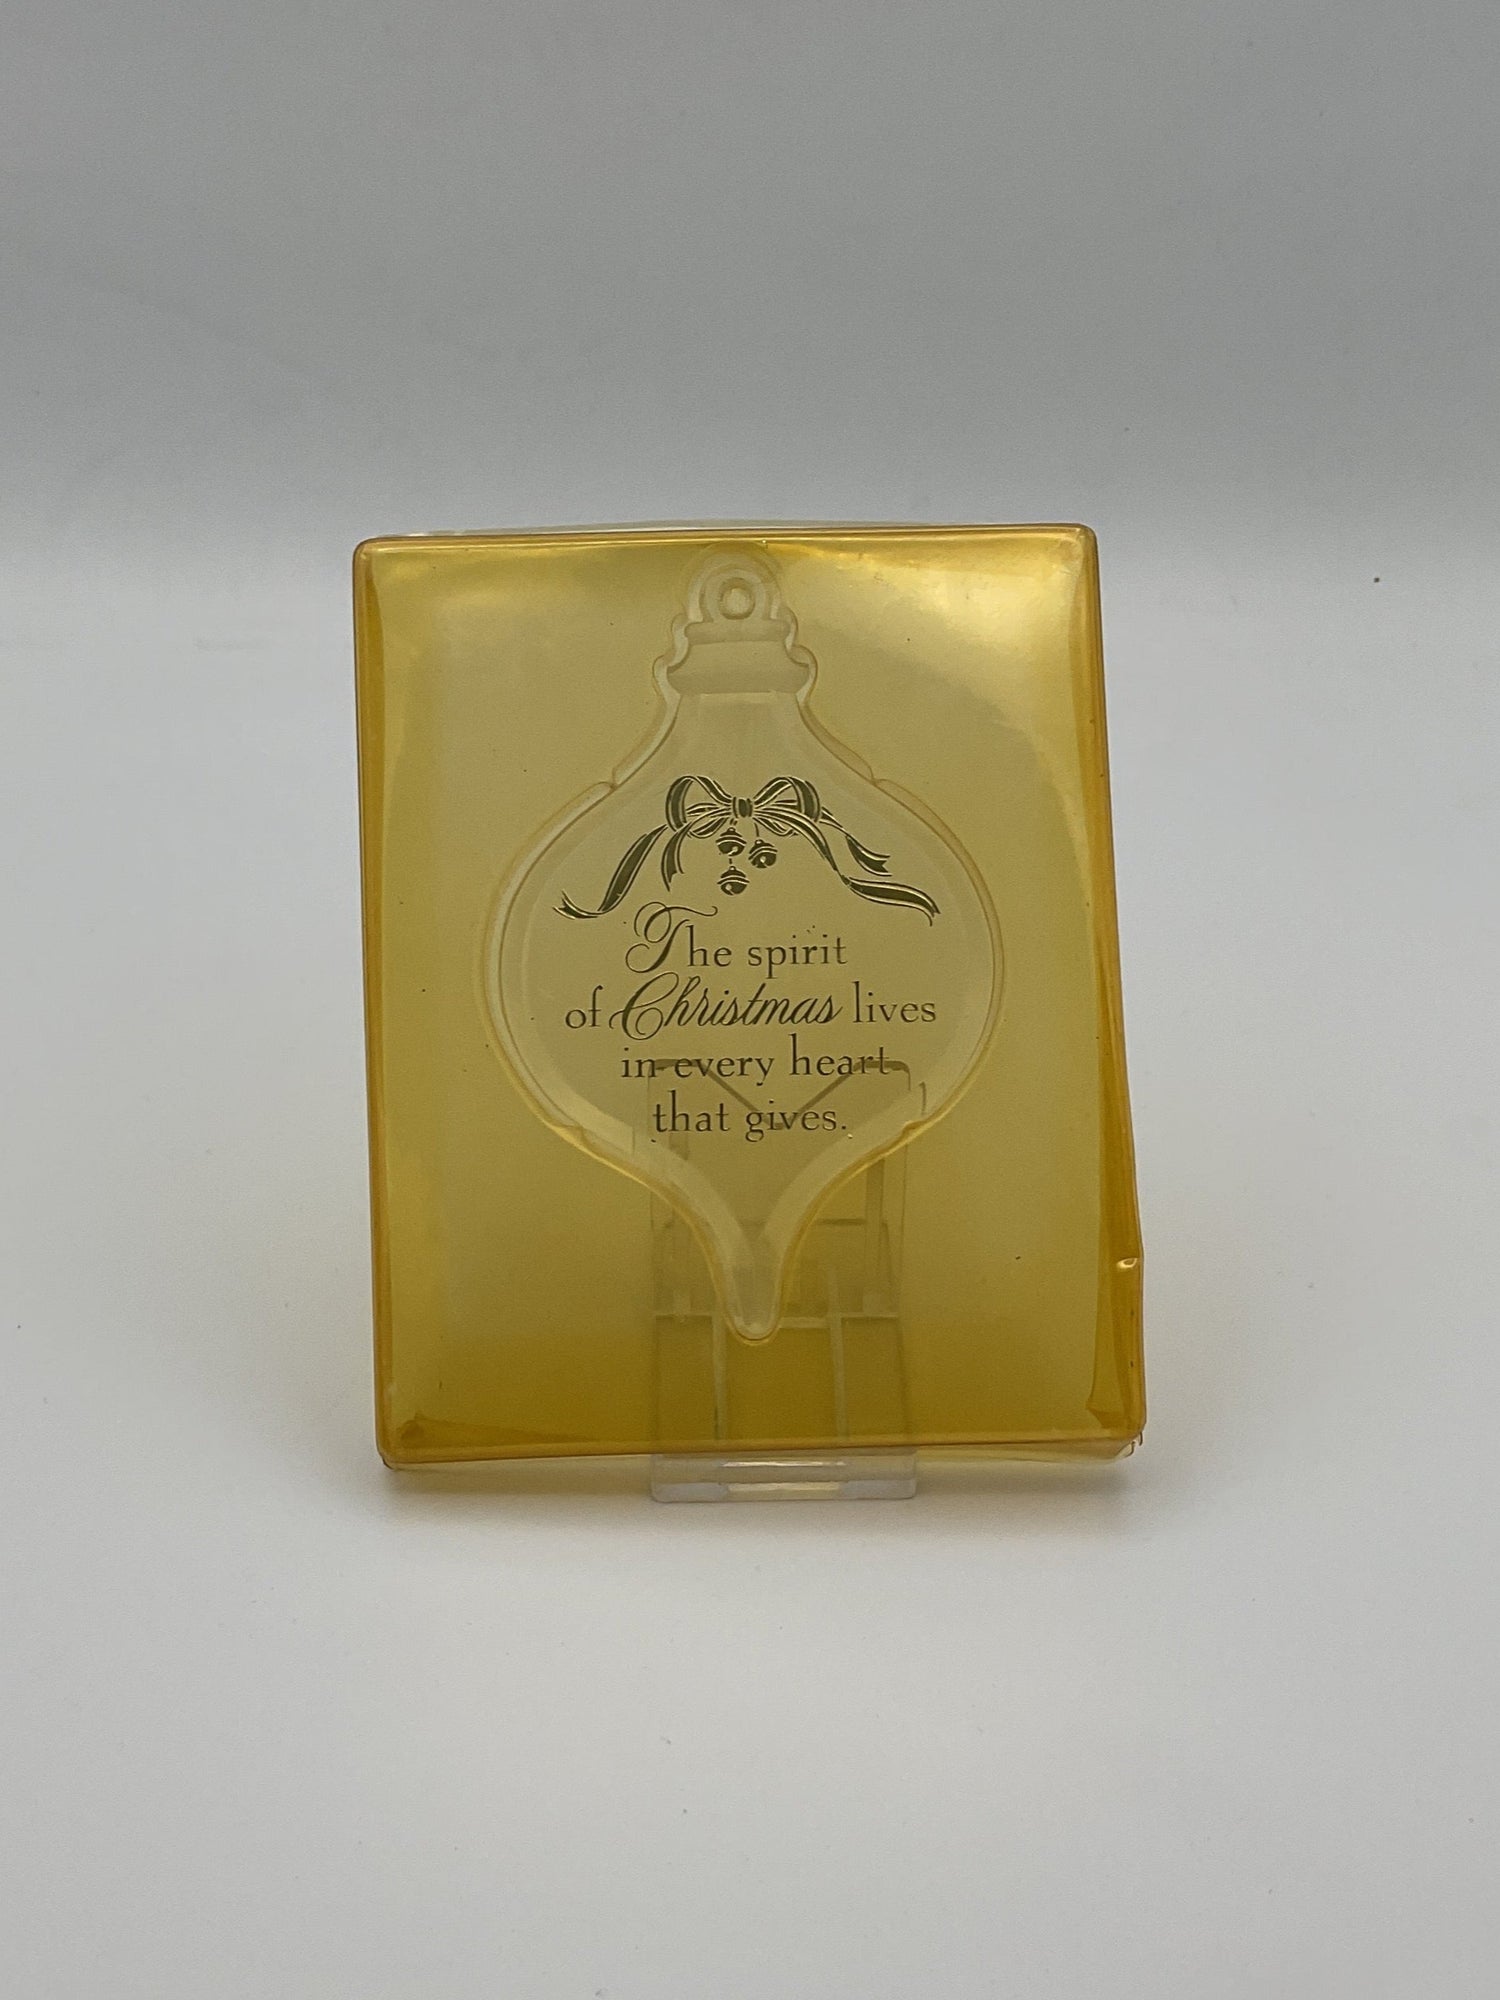 The spirit
of Christmas lives
in every heart
that gives.